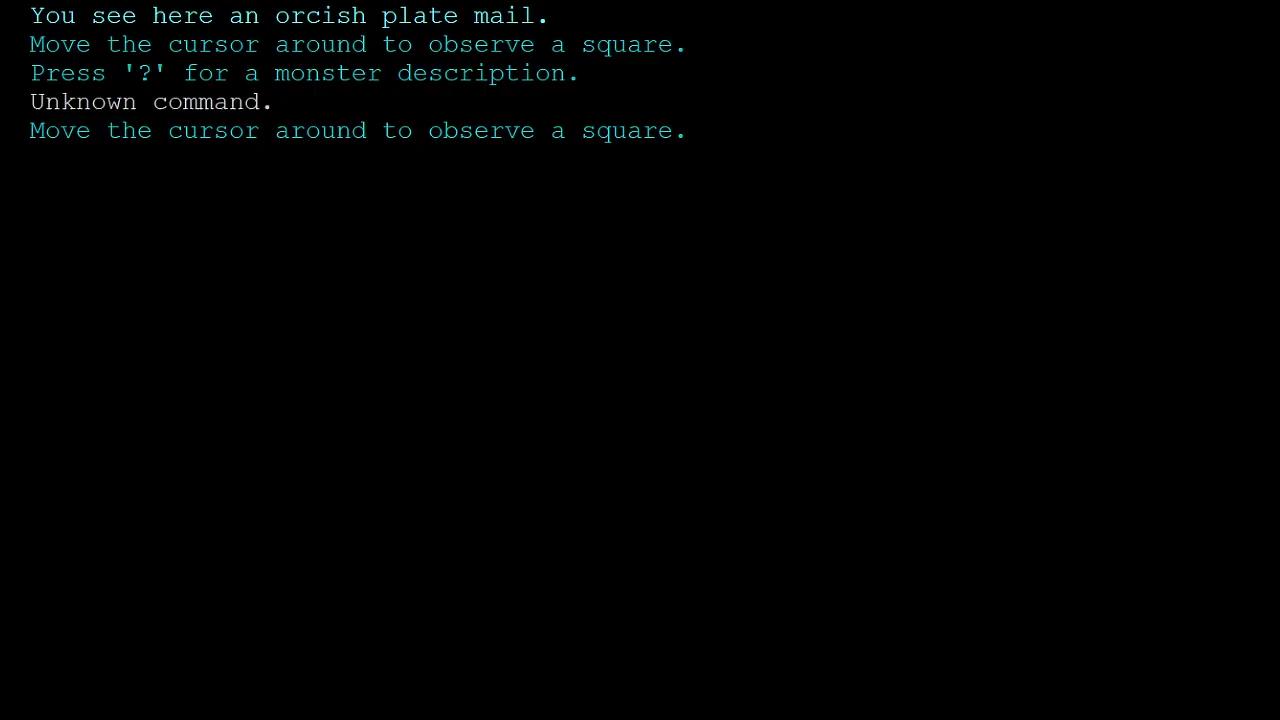 You see here an orcish plate mail.
Move the cursor around to observe a square.
Press '?' for a monster description.
Unknown command.
Move the cursor around to observe a square.